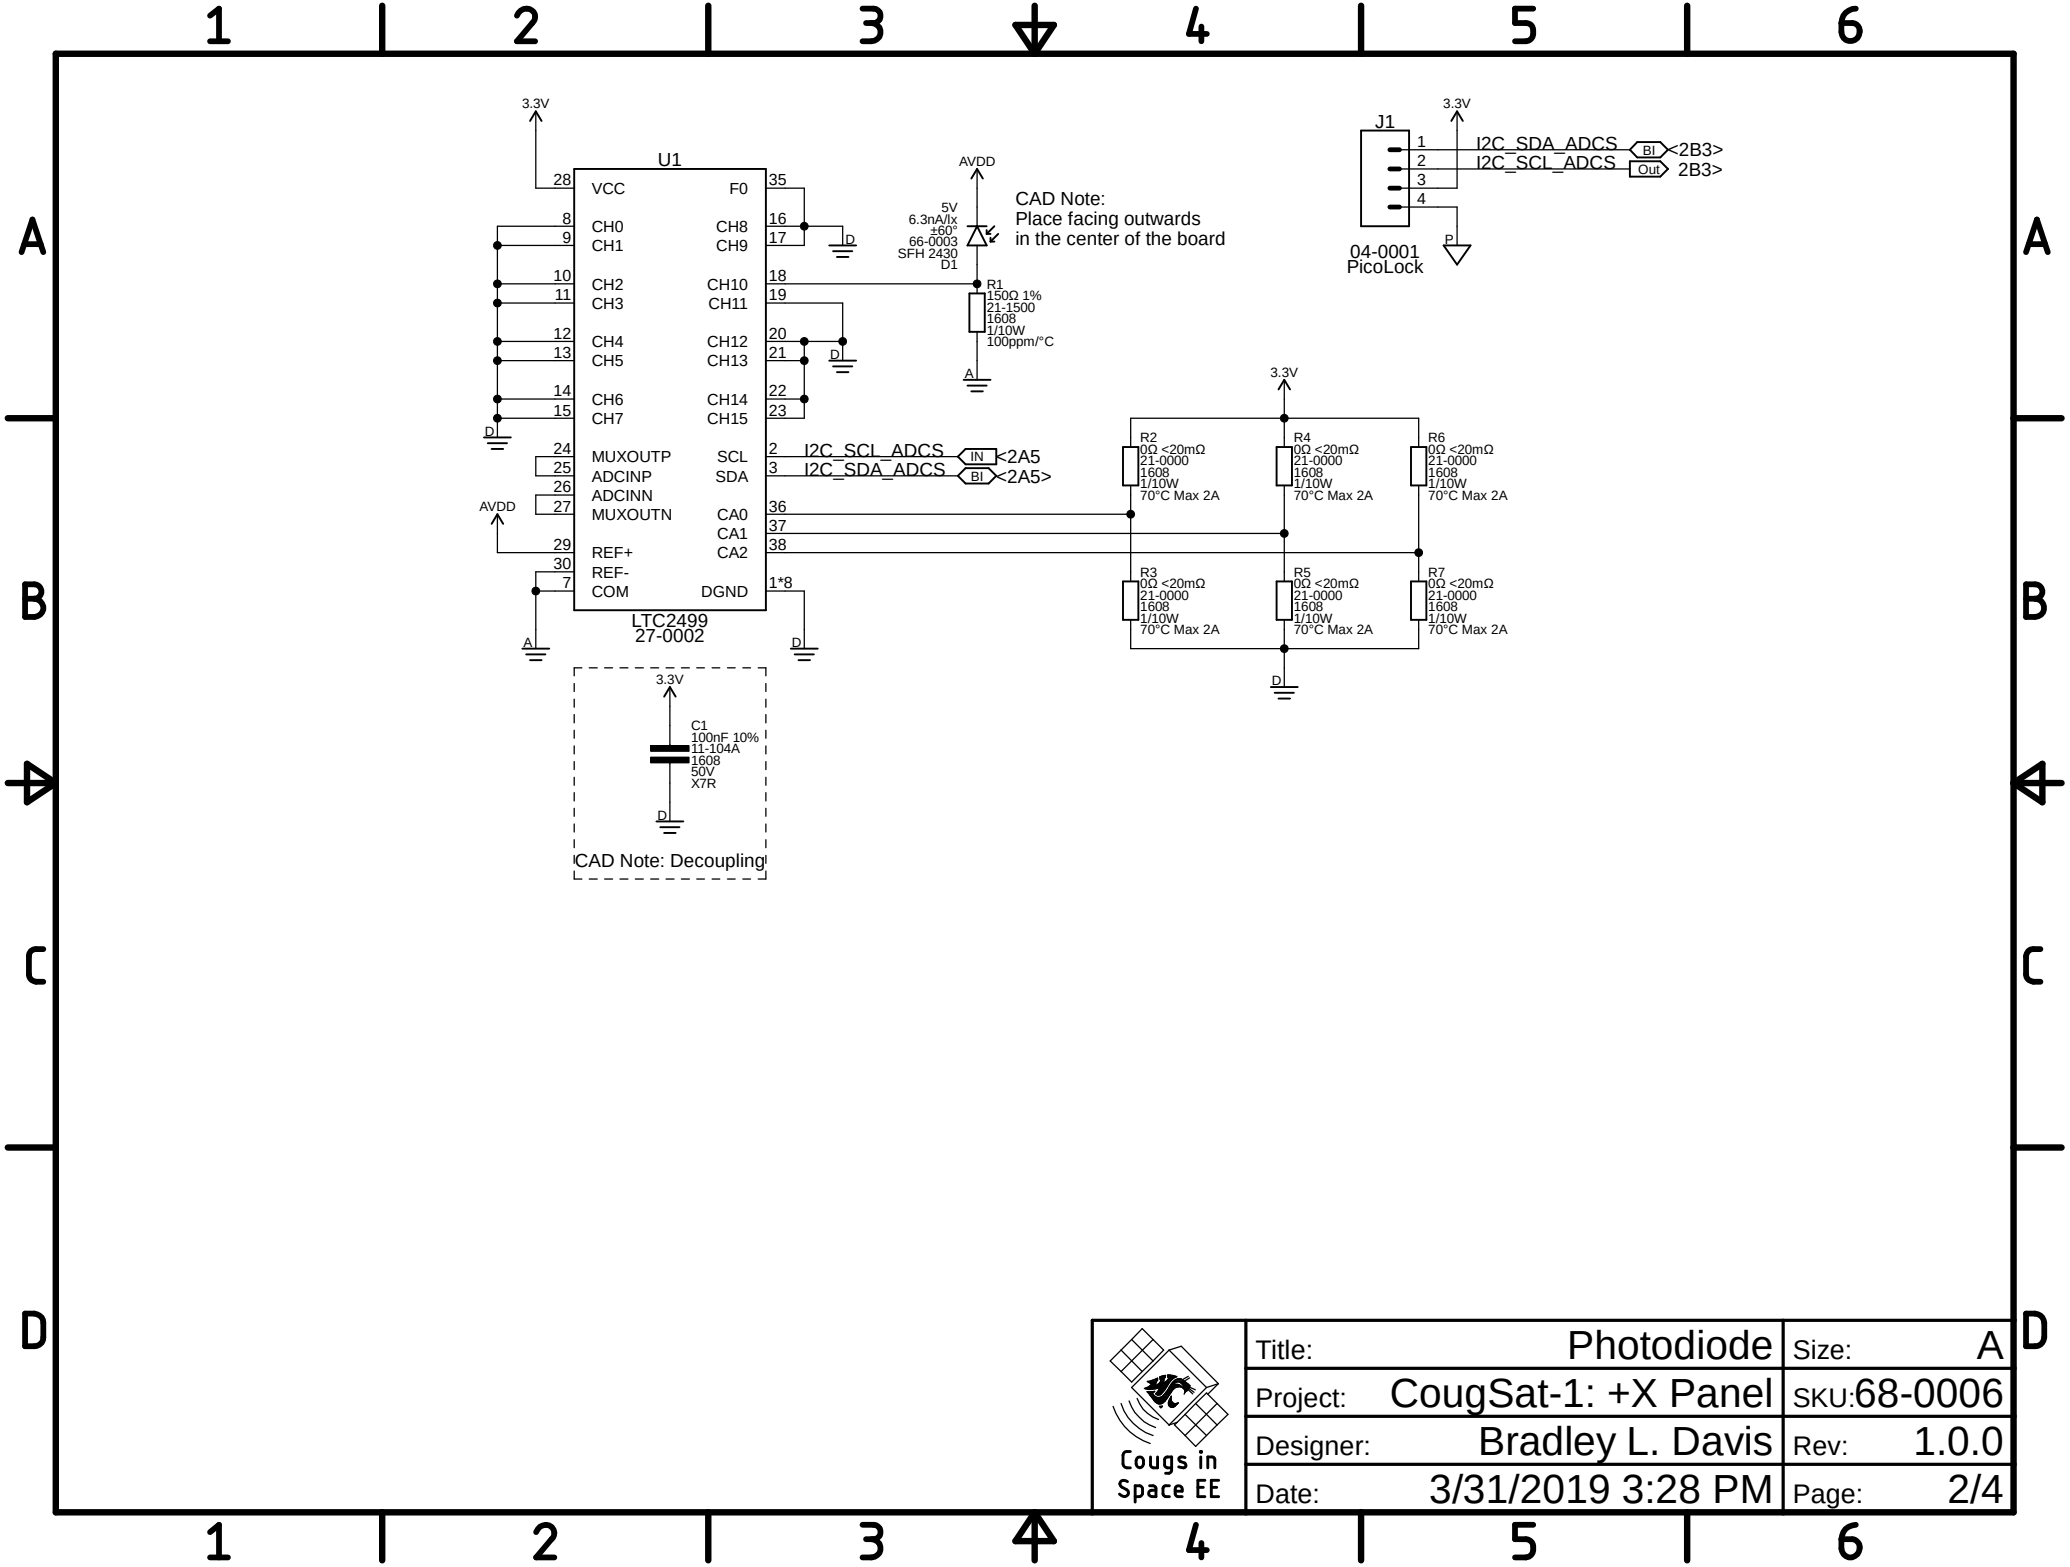 1 2 3 4 5 6
A A
B B
C C
D D
3.3V
U1
28 VCC
8 CH0
9 CH1
10 CH2
11 CH3
12 CH4
13 CH5
14 CH6
15 CH7
D
24 MUXOUTP
25 ADCINP
26 ADCINN
27 MUXOUTN
AVDD
29 REF+
30 REF-
7 COM
A
F0 35
CH8 16
CH9 17
D
CH10 18
CH11 19
CH12 20
CH13 21
D
CH14 22
CH15 23
SCL 2 I2C_SCL_ADCS IN <2A5
SDA 3 I2C_SDA_ADCS BI <2A5>
CA0 36
CA1 37
CA2 38
DGND 1*8
D
LTC2499
27-0002
AVDD
5V
6.3nA/lx
±60°
66-0003
SFH 2430
D1
CAD Note:
Place facing outwards
in the center of the board
R1
150Ω 1%
21-1500
1608
1/10W
100ppm/°C
A
J1
3.3V
1 I2C_SDA_ADCS BI <2B3>
2 I2C_SCL_ADCS Out 2B3>
3
4
P
04-0001
PicoLock
3.3V
R2
0Ω <20mΩ
21-0000
1608
1/10W
70°C Max 2A
R4
0Ω <20mΩ
21-0000
1608
1/10W
70°C Max 2A
R6
0Ω <20mΩ
21-0000
1608
1/10W
70°C Max 2A
R3
0Ω <20mΩ
21-0000
1608
1/10W
70°C Max 2A
R5
0Ω <20mΩ
21-0000
1608
1/10W
70°C Max 2A
R7
0Ω <20mΩ
21-0000
1608
1/10W
70°C Max 2A
D
3.3V
C1
100nF 10%
11-104A
1608
50V
X7R
D
CAD Note: Decoupling
Cougs in
Space EE
Title: Photodiode Size: A
Project: CougSat-1: +X Panel SKU: 68-0006
Designer: Bradley L. Davis Rev: 1.0.0
Date: 3/31/2019 3:28 PM Page: 2/4
1 2 3 4 5 6